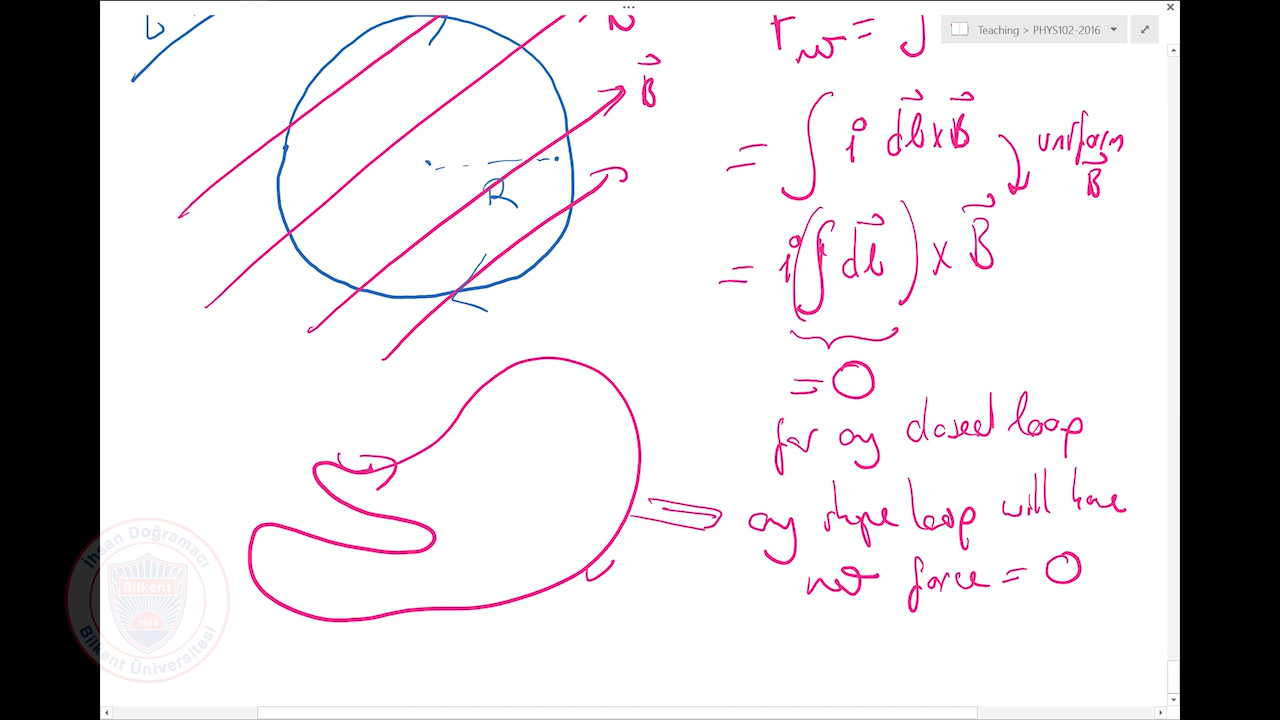 Teaching > PHYS102-2016
F⃗net = ∫
= ∫ i dl⃗ x B⃗
uniform B⃗
= i(∫ dl⃗) x B⃗
= 0
for any closed loop
any shape loop will have
net force = 0
B⃗
R
İhsan Doğramacı
Bilkent
1984
Bilkent Üniversitesi